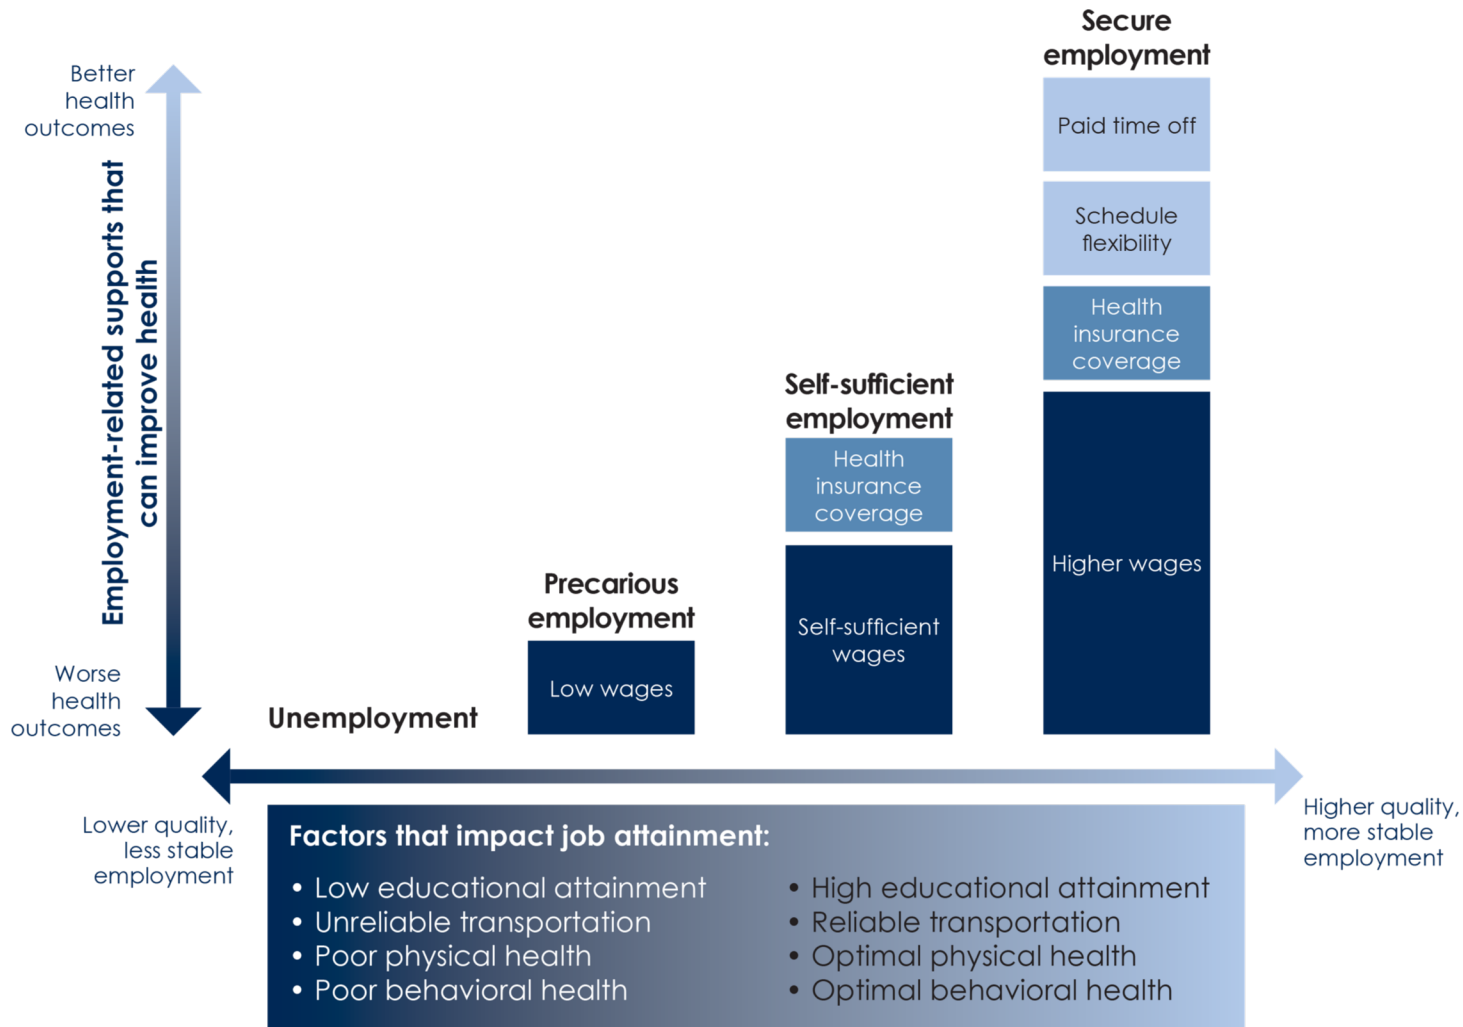 Better
health
outcomes
Employment-related supports that
can improve health
Worse
health
outcomes
Unemployment
Precarious
employment
Low wages
Self-sufficient
employment
Health
insurance
coverage
Self-sufficient
wages
Secure
employment
Paid time off
Schedule
flexibility
Health
insurance
coverage
Higher wages
Lower quality,
less stable
employment
Higher quality,
more stable
employment
Factors that impact job attainment:
• Low educational attainment
• Unreliable transportation
• Poor physical health
• Poor behavioral health
• High educational attainment
• Reliable transportation
• Optimal physical health
• Optimal behavioral health